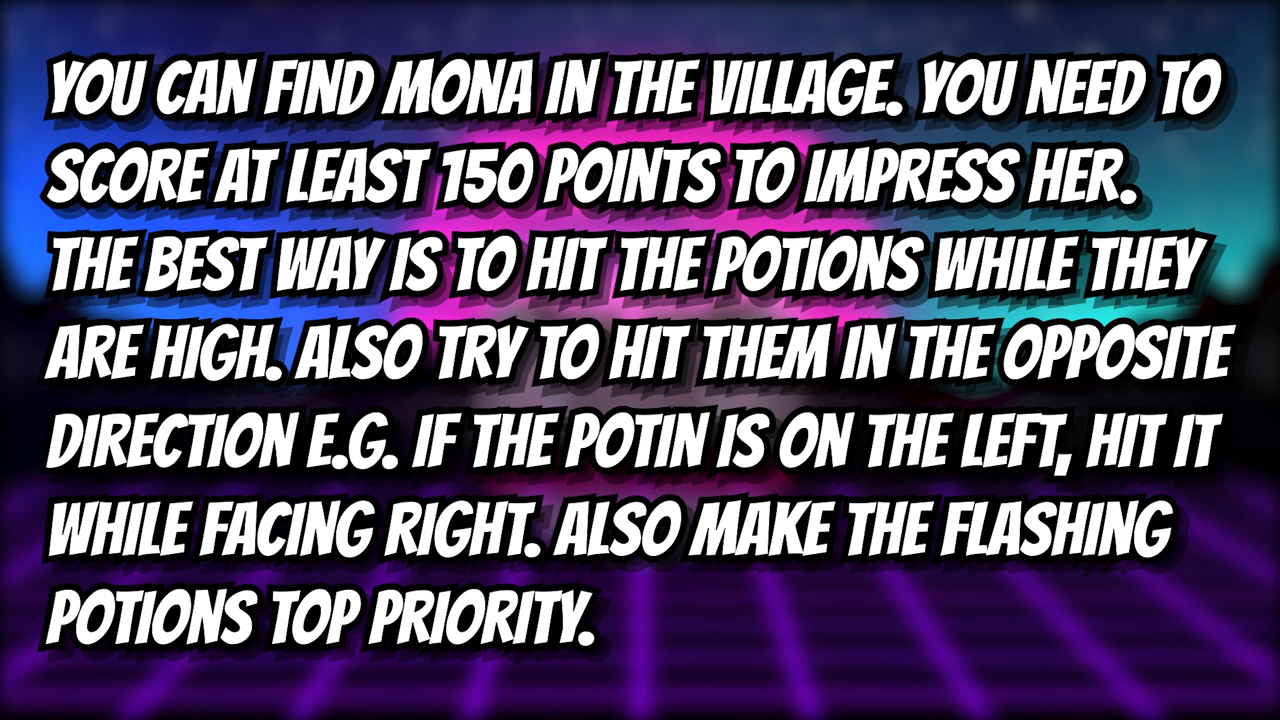 YOU CAN FIND MONA IN THE VILLAGE. YOU NEED TO
SCORE AT LEAST 150 POINTS TO IMPRESS HER.
THE BEST WAY IS TO HIT THE POTIONS WHILE THEY
ARE HIGH. ALSO TRY TO HIT THEM IN THE OPPOSITE
DIRECTION E.G. IF THE POTIN IS ON THE LEFT, HIT IT
WHILE FACING RIGHT. ALSO MAKE THE FLASHING
POTIONS TOP PRIORITY.